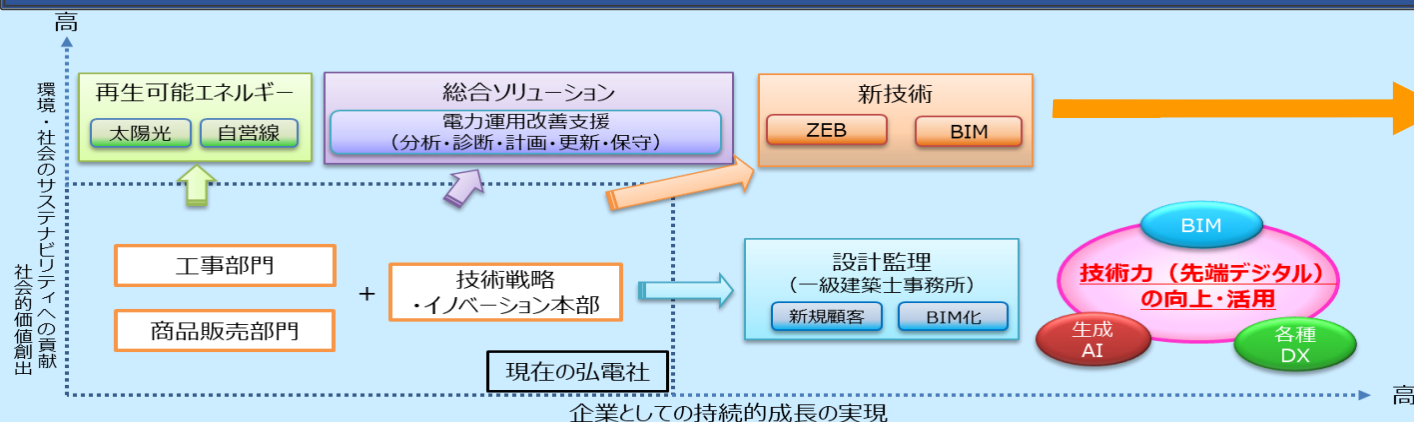 高
環境・社会のサステナビリティへの貢献
社会的価値創出
再生可能エネルギー
太陽光
自営線
総合ソリューション
電力運用改善支援
（分析・診断・計画・更新・保守）
新技術
ZEB
BIM
工事部門
商品販売部門
+
技術戦略
・イノベーション本部
現在の弘電社
設計監理
（一級建築士事務所）
新規顧客
BIM化
BIM
技術力（先端デジタル）
の向上・活用
生成
AI
各種
DX
高
企業としての持続的成長の実現